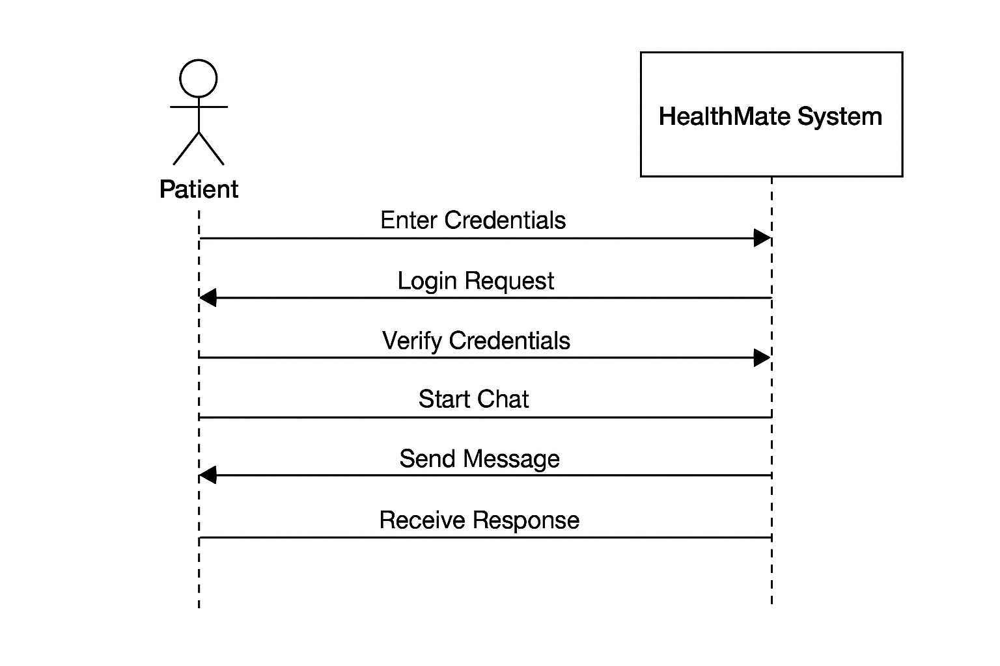 HealthMate System
Patient
Enter Credentials
Login Request
Verify Credentials
Start Chat
Send Message
Receive Response